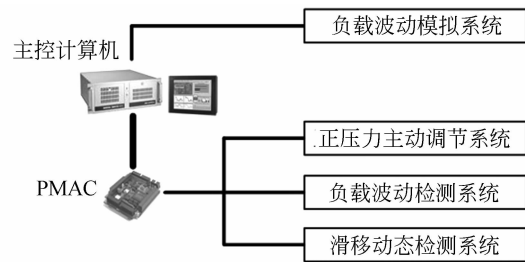 负载波动模拟系统
主控计算机
正压力主动调节系统
PMAC
负载波动检测系统
滑移动态检测系统